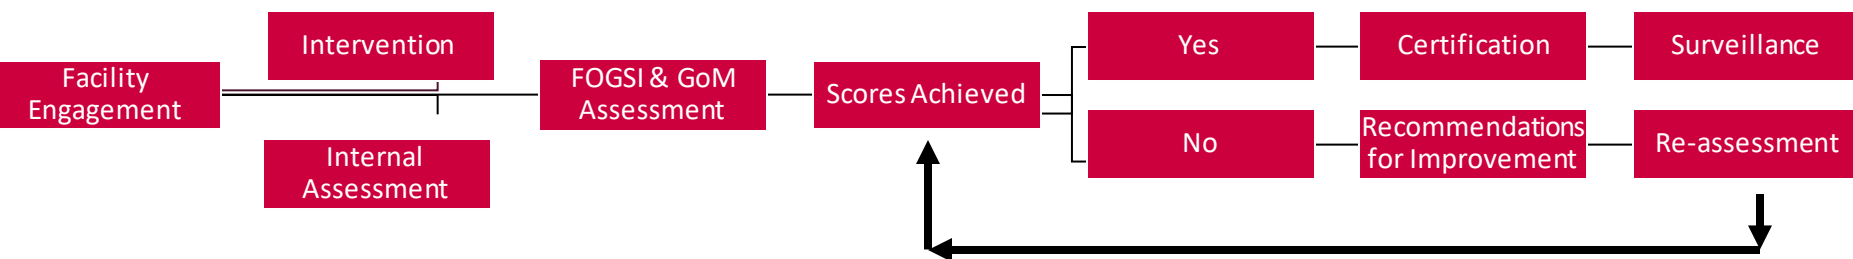 Facility
Engagement
Intervention
Internal
Assessment
FOGSI & GoM
Assessment
Scores Achieved
Yes
Certification
Surveillance
No
Recommendations
for Improvement
Re-assessment